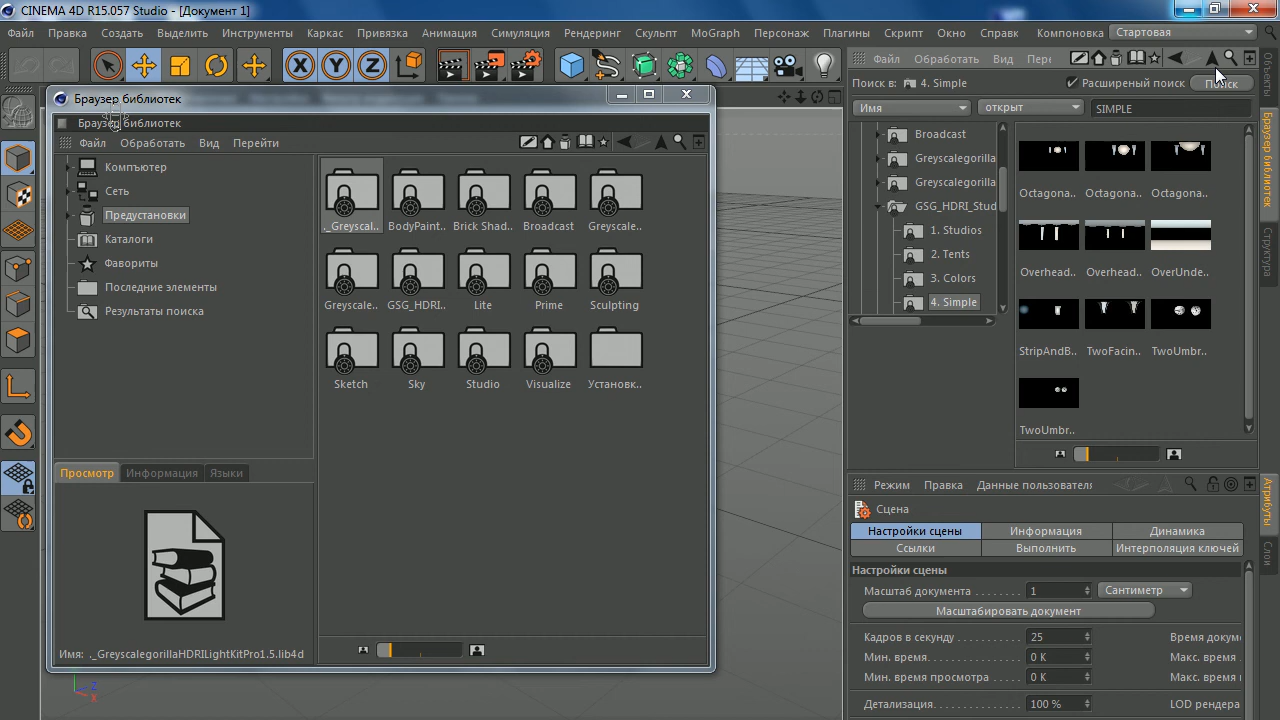 CINEMA 4D R15.057 Studio - [Документ 1]
Файл Правка Создать Выделить Инструменты Каркас Привязка Анимация Симуляция Рендеринг Скульпт MoGraph Персонаж Плагины Скрипт Окно Справка Компоновка Стартовая
X Y Z
Файл Обработать Вид Пере
Поиск в: 4. Simple Расширеный поиск Поиск
Имя открыт SIMPLE
Broadcast
Greyscalegorilla
Greyscalegorilla
GSG_HDRI_Stud
1. Studios
2. Tents
3. Colors
4. Simple
Octagona.. Octagona.. Octagona..
Overhead.. Overhead.. OverUnde..
StripAndB.. TwoFacin.. TwoUmbr..
TwoUmbr..
Объекты
Браузер библиотек
Структура
Браузер библиотек
Браузер библиотек
Файл Обработать Вид Перейти
Компъютер
Сеть
Предустановки
Каталоги
Фавориты
Последние элементы
Результаты поиска
._Greyscal.. BodyPaint.. Brick Shad.. Broadcast Greyscale..
Greyscale.. GSG_HDRI.. Lite Prime Sculpting
Sketch Sky Studio Visualize Установк..
Просмотр Информация Языки
Имя: ._GreyscalegorillaHDRILightKitPro1.5.lib4d
Z
X
Режим Правка Данные пользователя
Сцена
Настройки сцены Информация Динамика
Ссылки Выполнить Интерполяция ключей
Настройки сцены
Масштаб документа 1 Сантиметр
Масштабировать документ
Кадров в секунду 25 Время докум
Мин. время 0 K Макс. время
Мин. время просмотра 0 K Макс. время
Детализация 100 % LOD рендера
Атрибуты
Слои